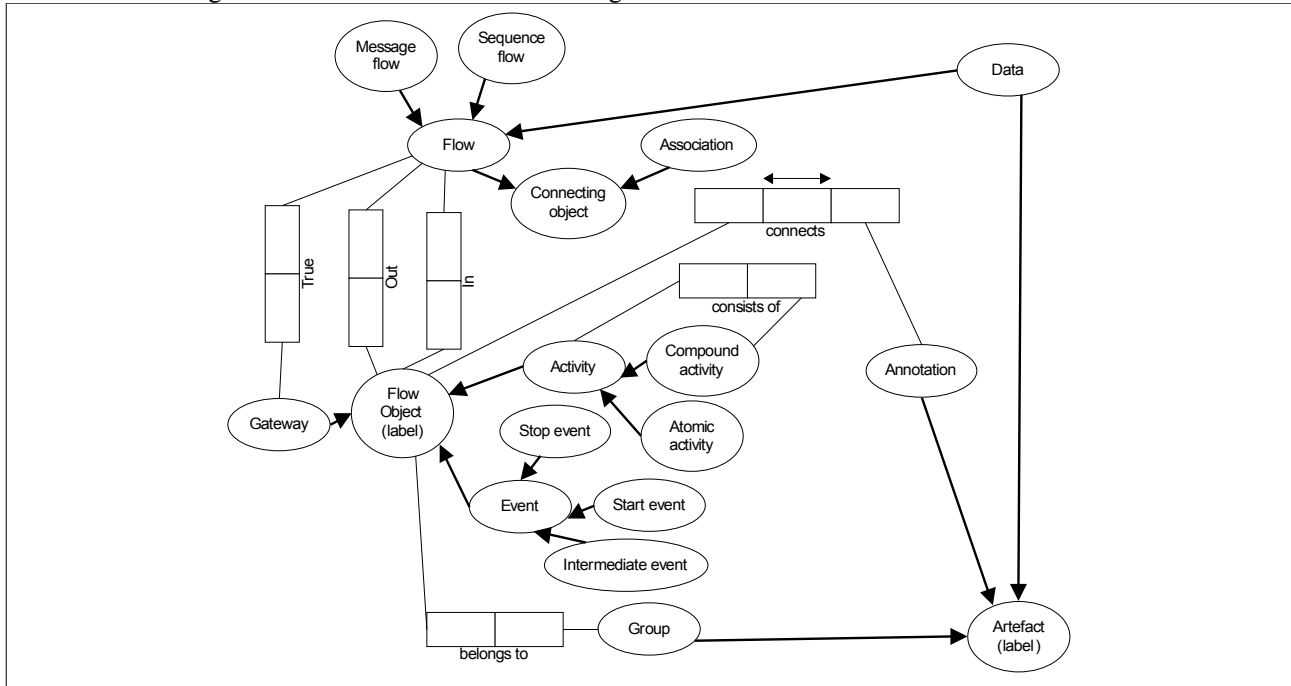 Message
flow
Sequence
flow
Data
Flow
Association
Connecting
object
connects
True
Out
In
consists of
Activity
Compound
activity
Annotation
Flow
Object
(label)
Gateway
Stop event
Atomic
activity
Event
Start event
Intermediate event
belongs to
Group
Artefact
(label)